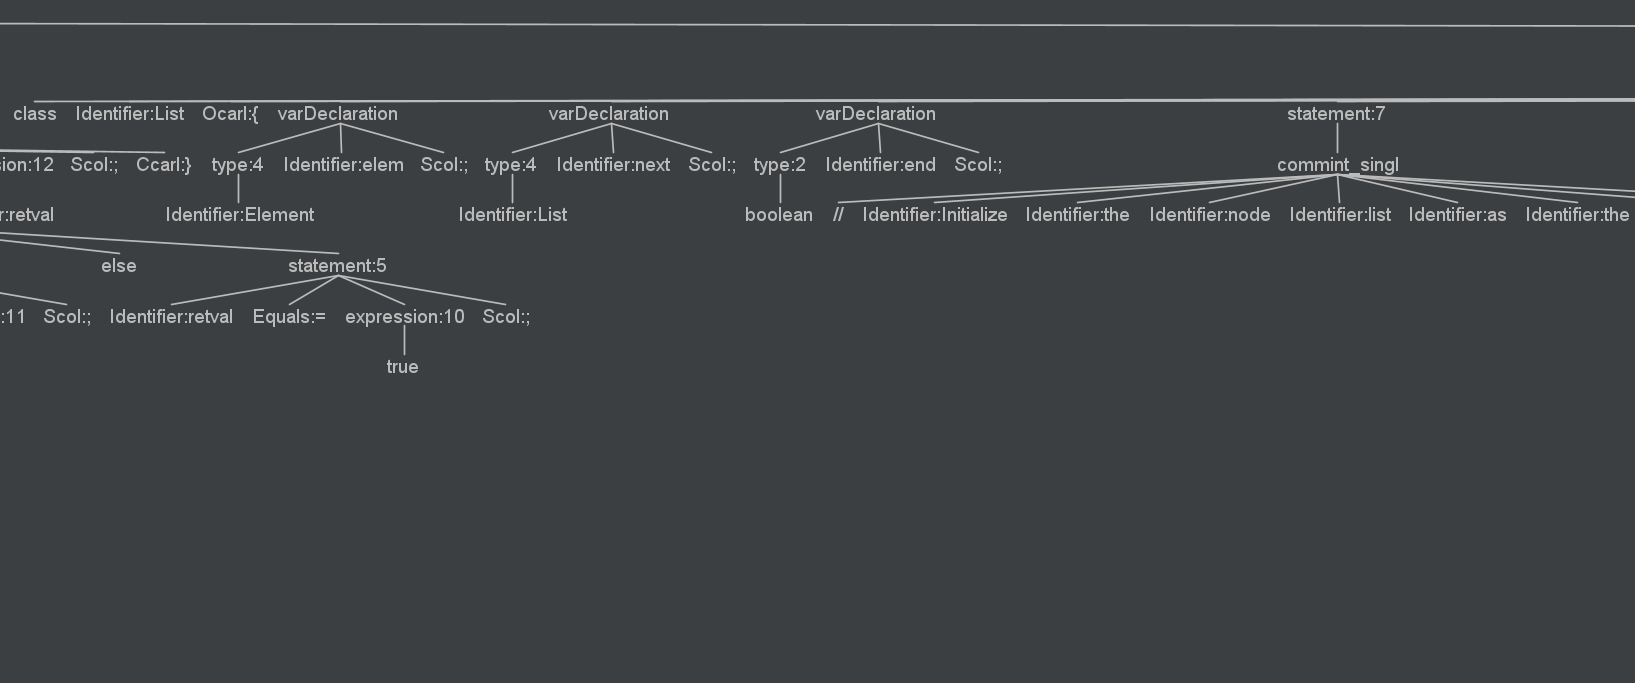 class Identifier:List Ocarl:{ varDeclaration varDeclaration varDeclaration statement:7
sion:12 Scol:; Ccarl:} type:4 Identifier:elem Scol:; type:4 Identifier:next Scol:; type:2 Identifier:end Scol:; commint_singl
r:retval Identifier:Element Identifier:List boolean // Identifier:Initialize Identifier:the Identifier:node Identifier:list Identifier:as Identifier:the
else statement:5
:11 Scol:; Identifier:retval Equals:= expression:10 Scol:;
true